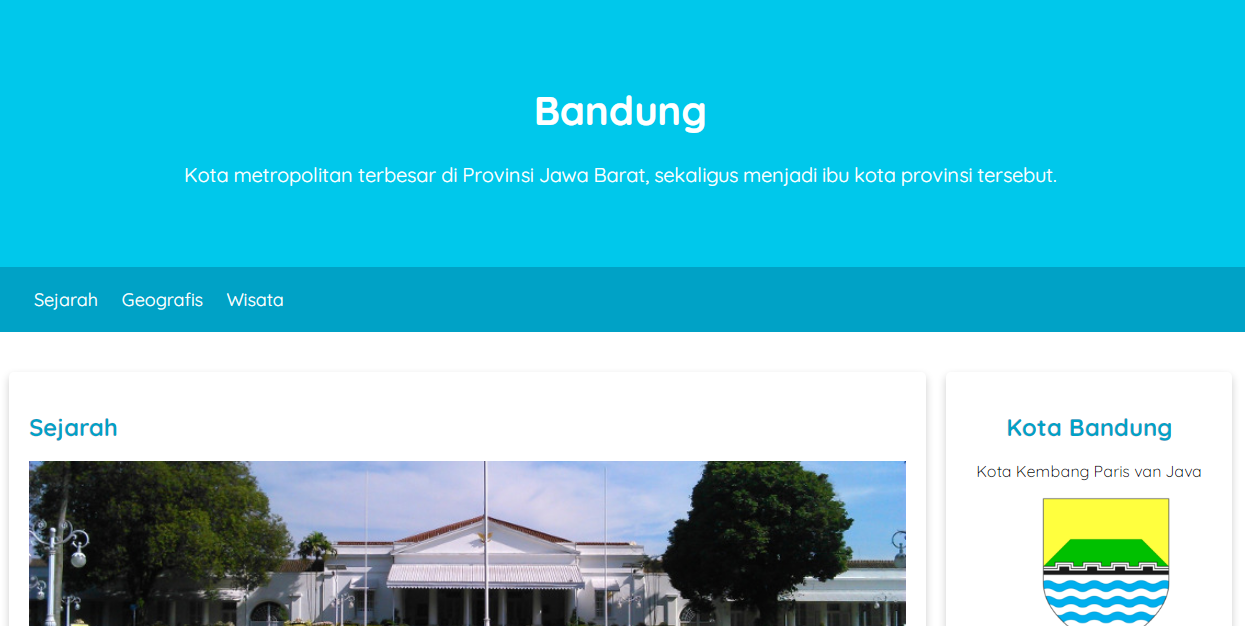 Bandung
Kota metropolitan terbesar di Provinsi Jawa Barat, sekaligus menjadi ibu kota provinsi tersebut.
Sejarah Geografis Wisata
Sejarah
Kota Bandung
Kota Kembang Paris van Java